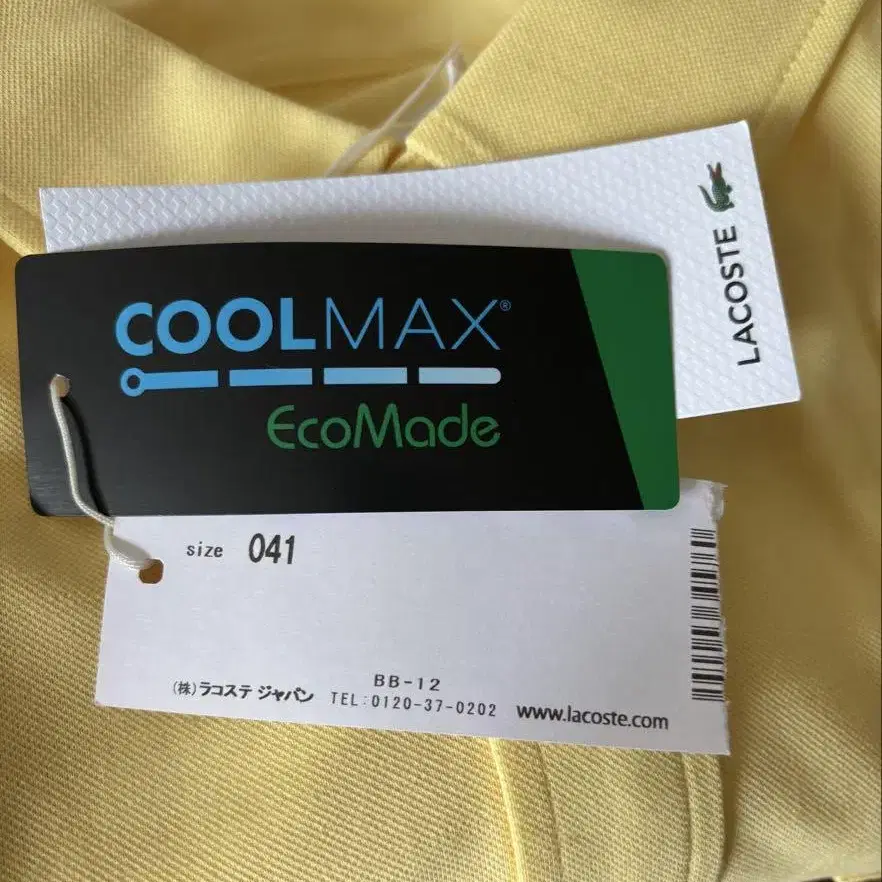 LACOSTE
COOLMAX®
EcoMade
size 041
BB-12
(株)ラコステ ジャパン TEL:0120-37-0202 www.lacoste.com